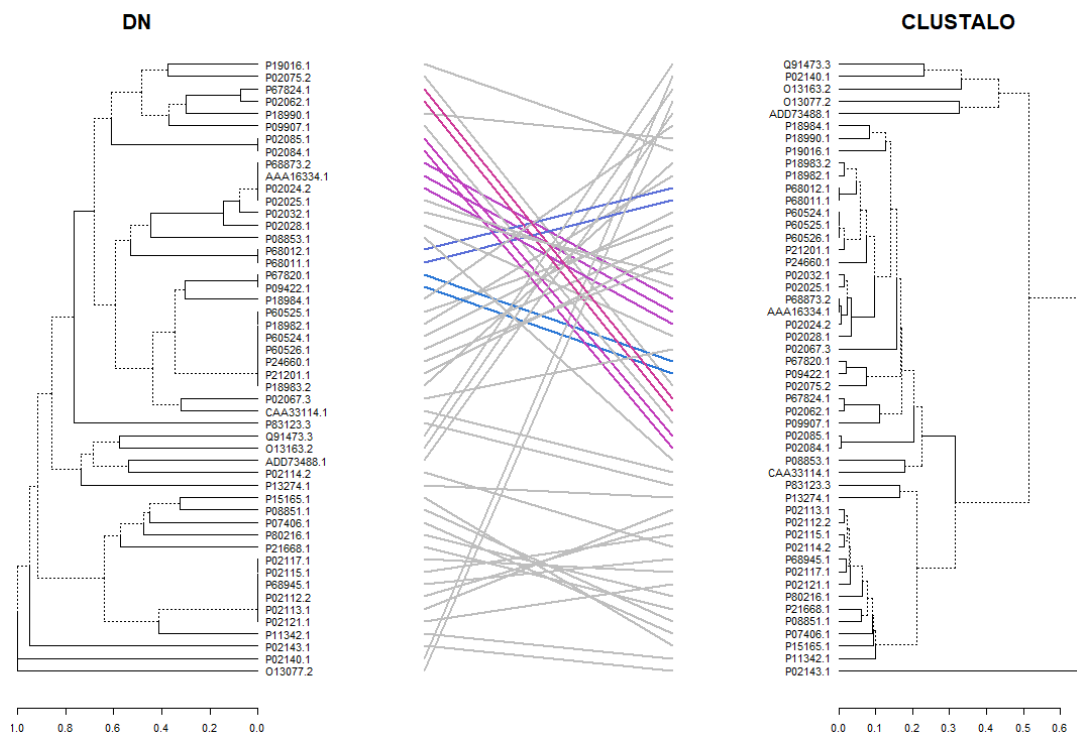 DN
CLUSTALO
P19016.1
P02075.2
P67824.1
P02062.1
P18990.1
P09907.1
P02085.1
P02084.1
P68873.2
AAA16334.1
P02024.2
P02025.1
P02032.1
P02028.1
P08853.1
P68012.1
P68011.1
P67820.1
P09422.1
P18984.1
P60525.1
P18982.1
P60524.1
P60526.1
P24660.1
P21201.1
P18983.2
P02067.3
CAA33114.1
P83123.3
Q91473.3
O13163.2
ADD73488.1
P02114.2
P13274.1
P15165.1
P08851.1
P07406.1
P80216.1
P21668.1
P02117.1
P02115.1
P68945.1
P02112.2
P02113.1
P02121.1
P11342.1
P02143.1
P02140.1
O13077.2
1.0 0.8 0.6 0.4 0.2 0.0
Q91473.3
P02140.1
O13163.2
O13077.2
ADD73488.1
P18984.1
P18990.1
P19016.1
P18983.2
P18982.1
P68012.1
P68011.1
P60524.1
P60525.1
P60526.1
P21201.1
P24660.1
P02032.1
P02025.1
P68873.2
AAA16334.1
P02024.2
P02028.1
P02067.3
P67820.1
P09422.1
P02075.2
P67824.1
P02062.1
P09907.1
P02085.1
P02084.1
P08853.1
CAA33114.1
P83123.3
P13274.1
P02113.1
P02112.2
P02115.1
P02114.2
P68945.1
P02117.1
P02121.1
P80216.1
P21668.1
P08851.1
P07406.1
P15165.1
P11342.1
P02143.1
0.0 0.1 0.2 0.3 0.4 0.5 0.6